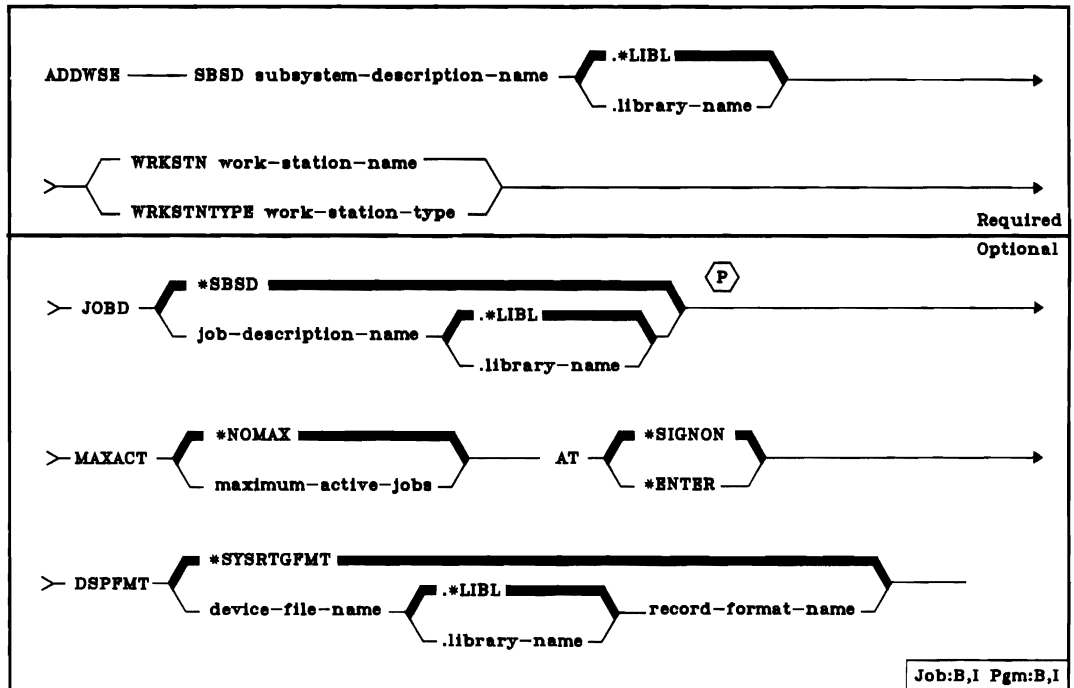 .*LIBL
ADDWSE SBSD subsystem-description-name
.library-name
WRKSTN work-station-name
WRKSTNTYPE work-station-type
Required
Optional
*SBSD
P
JOBD
.*LIBL
job-description-name
.library-name
*NOMAX *SIGNON
MAXACT AT
maximum-active-jobs *ENTER
*SYSRTGFMT
DSPFMT
.*LIBL
device-file-name record-format-name
.library-name
Job:B,I Pgm:B,I